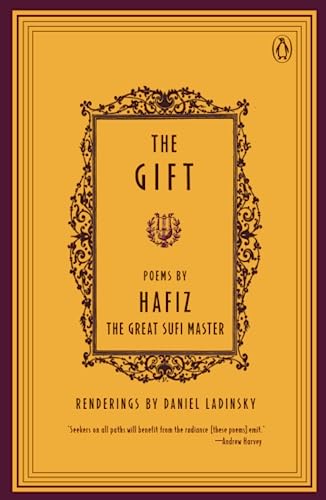 THE
GIFT
POEMS BY
HAFIZ
THE GREAT SUFI MASTER
RENDERINGS BY DANIEL LADINSKY
"Seekers on all paths will benefit from the radiance [these poems] emit."
—Andrew Harvey